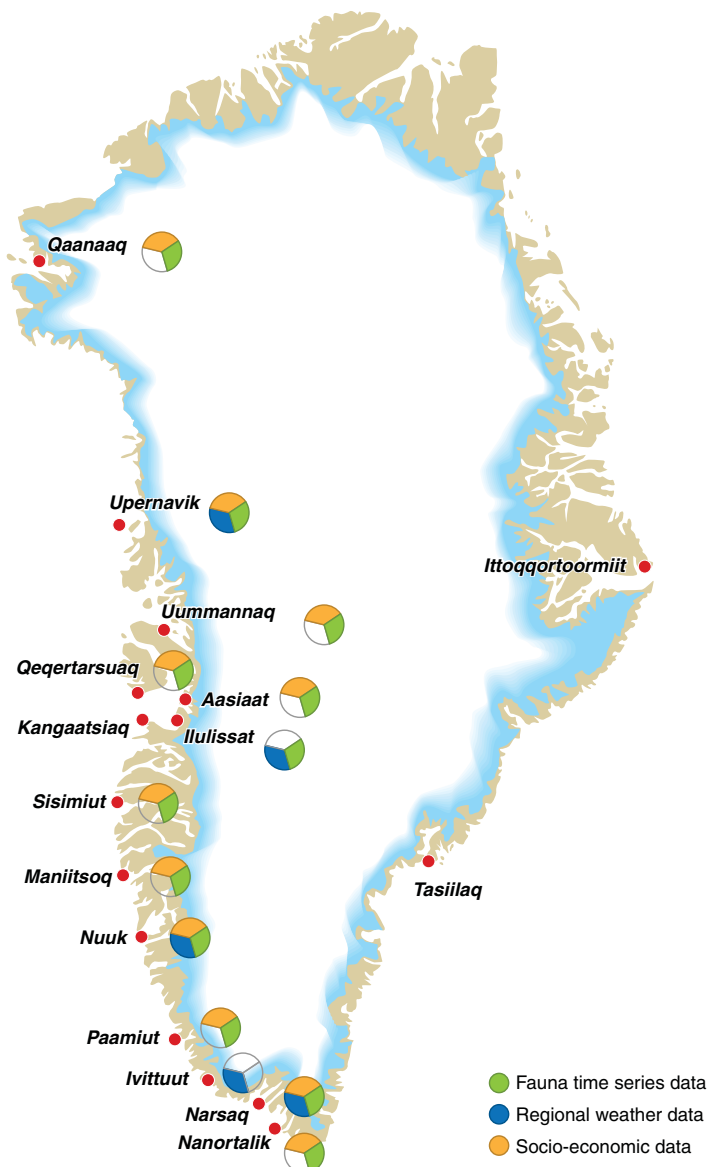 Qaanaaq
Upernavik
Ittoqqortoormiit
Uummannaq
Qeqertarsuaq
Aasiaat
Kangaatsiaq
Ilulissat
Sisimiut
Maniitsoq
Tasiilaq
Nuuk
Paamiut
Ivittuut
Narsaq
Nanortalik
Fauna time series data
Regional weather data
Socio-economic data